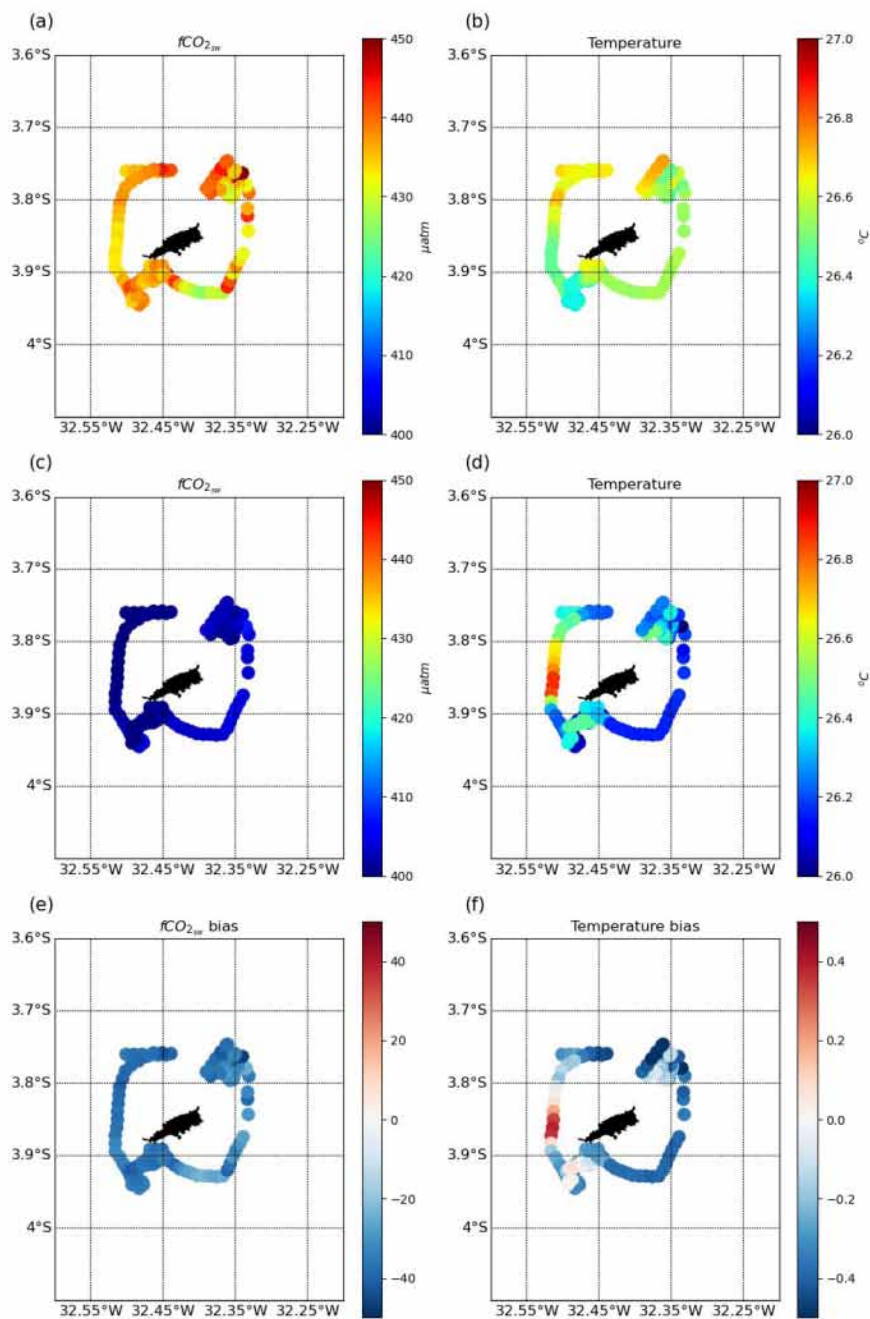 (a)
fCO₂sw
3.6°S
3.7°S
3.8°S
3.9°S
4°S
32.55°W 32.45°W 32.35°W 32.25°W
450
440
430
420
410
400
μatm
(b)
Temperature
3.6°S
3.7°S
3.8°S
3.9°S
4°S
32.55°W 32.45°W 32.35°W 32.25°W
27.0
26.8
26.6
26.4
26.2
26.0
°C
(c)
fCO₂sw
3.6°S
3.7°S
3.8°S
3.9°S
4°S
32.55°W 32.45°W 32.35°W 32.25°W
450
440
430
420
410
400
μatm
(d)
Temperature
3.6°S
3.7°S
3.8°S
3.9°S
4°S
32.55°W 32.45°W 32.35°W 32.25°W
27.0
26.8
26.6
26.4
26.2
26.0
°C
(e)
fCO₂sw bias
3.6°S
3.7°S
3.8°S
3.9°S
4°S
32.55°W 32.45°W 32.35°W 32.25°W
40
20
0
−20
−40
(f)
Temperature bias
3.6°S
3.7°S
3.8°S
3.9°S
4°S
32.55°W 32.45°W 32.35°W 32.25°W
0.4
0.2
0.0
−0.2
−0.4